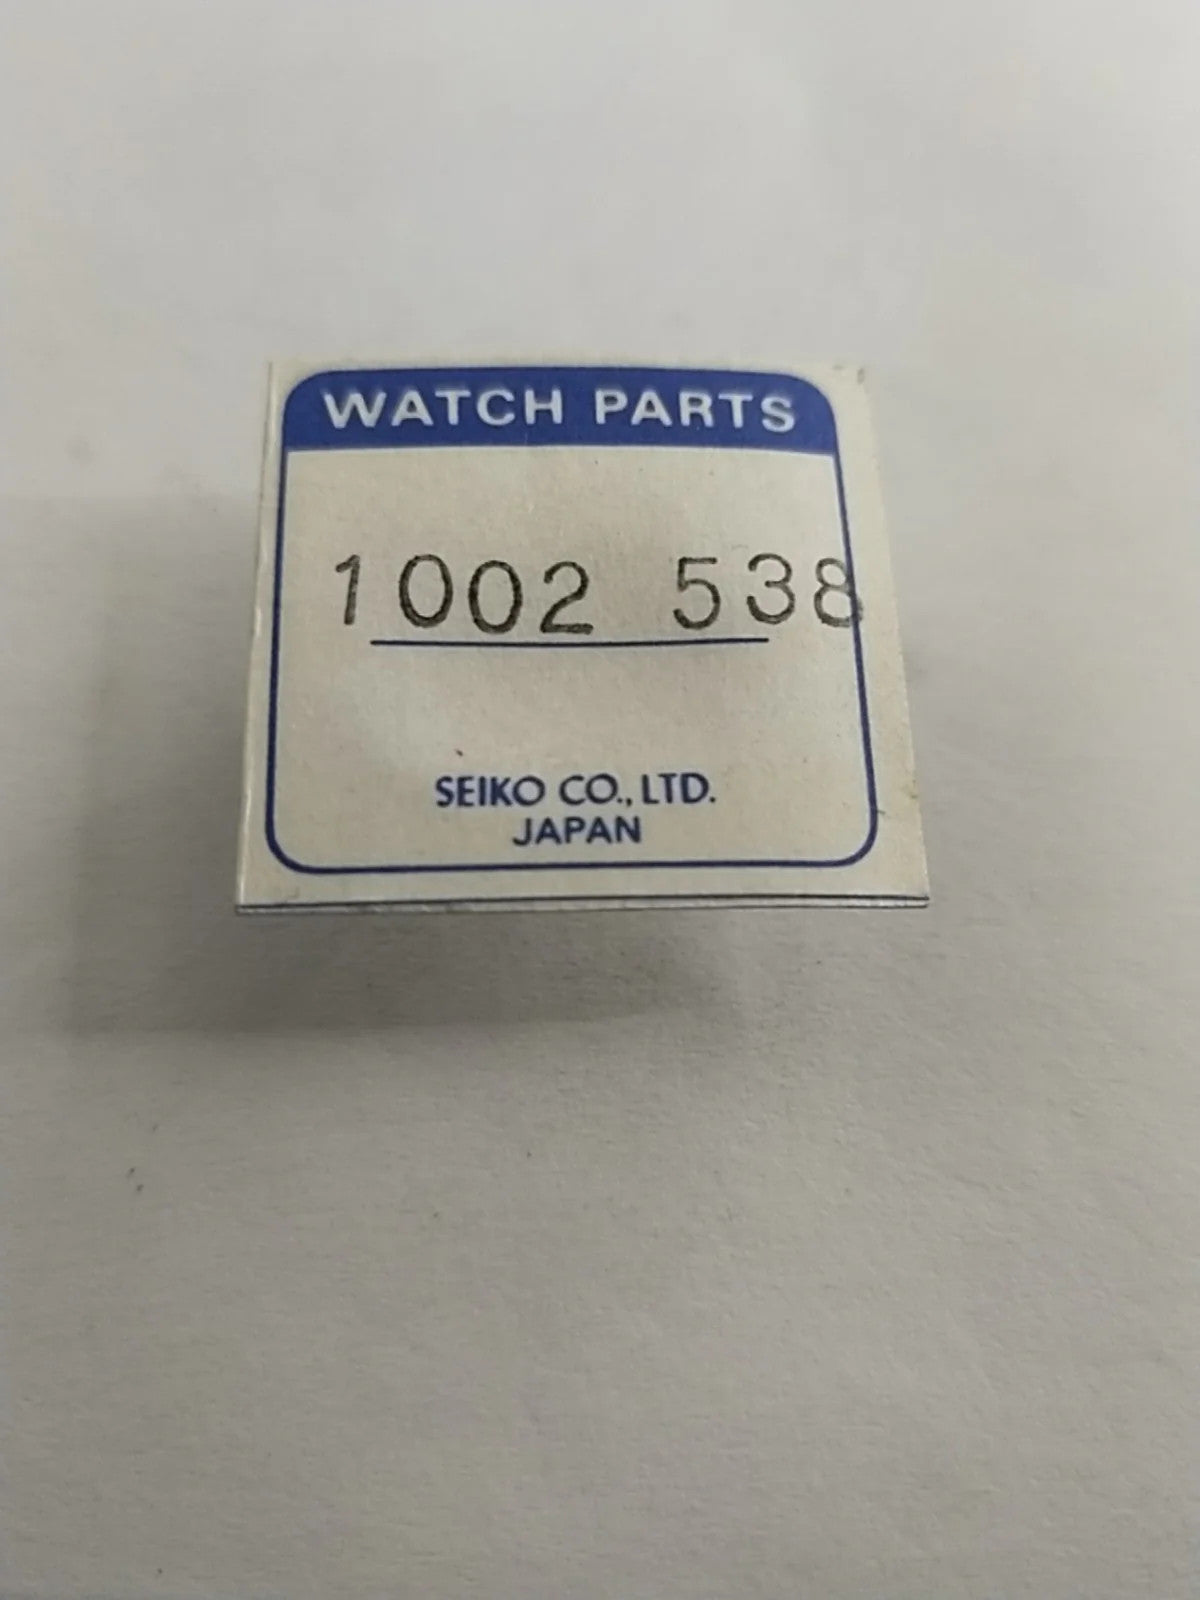 WATCH PARTS
1002 538
SEIKO CO., LTD.
JAPAN